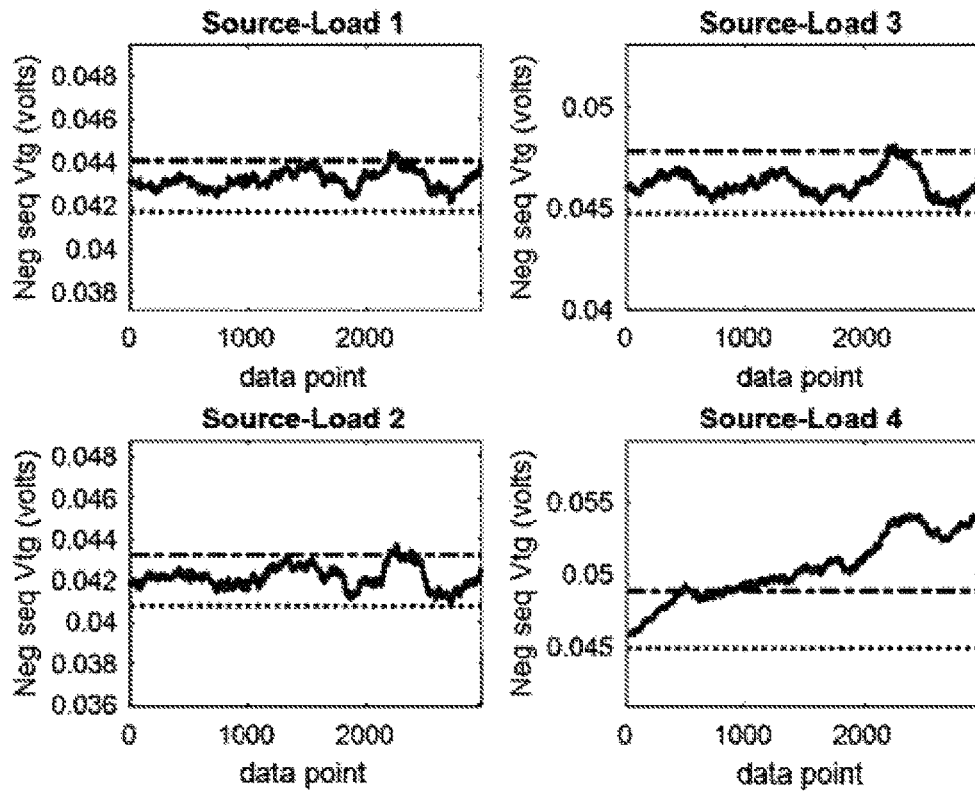 Source-Load 1
Neg seq Vtg (volts)
0.048
0.046
0.044
0.042
0.04
0.038
0
1000
2000
data point
Source-Load 3
Neg seq Vtg (volts)
0.05
0.045
0.04
0
1000
2000
data point
Source-Load 2
Neg seq Vtg (volts)
0.048
0.046
0.044
0.042
0.04
0.038
0.036
0
1000
2000
data point
Source-Load 4
Neg seq Vtg (volts)
0.055
0.05
0.045
0
1000
2000
data point